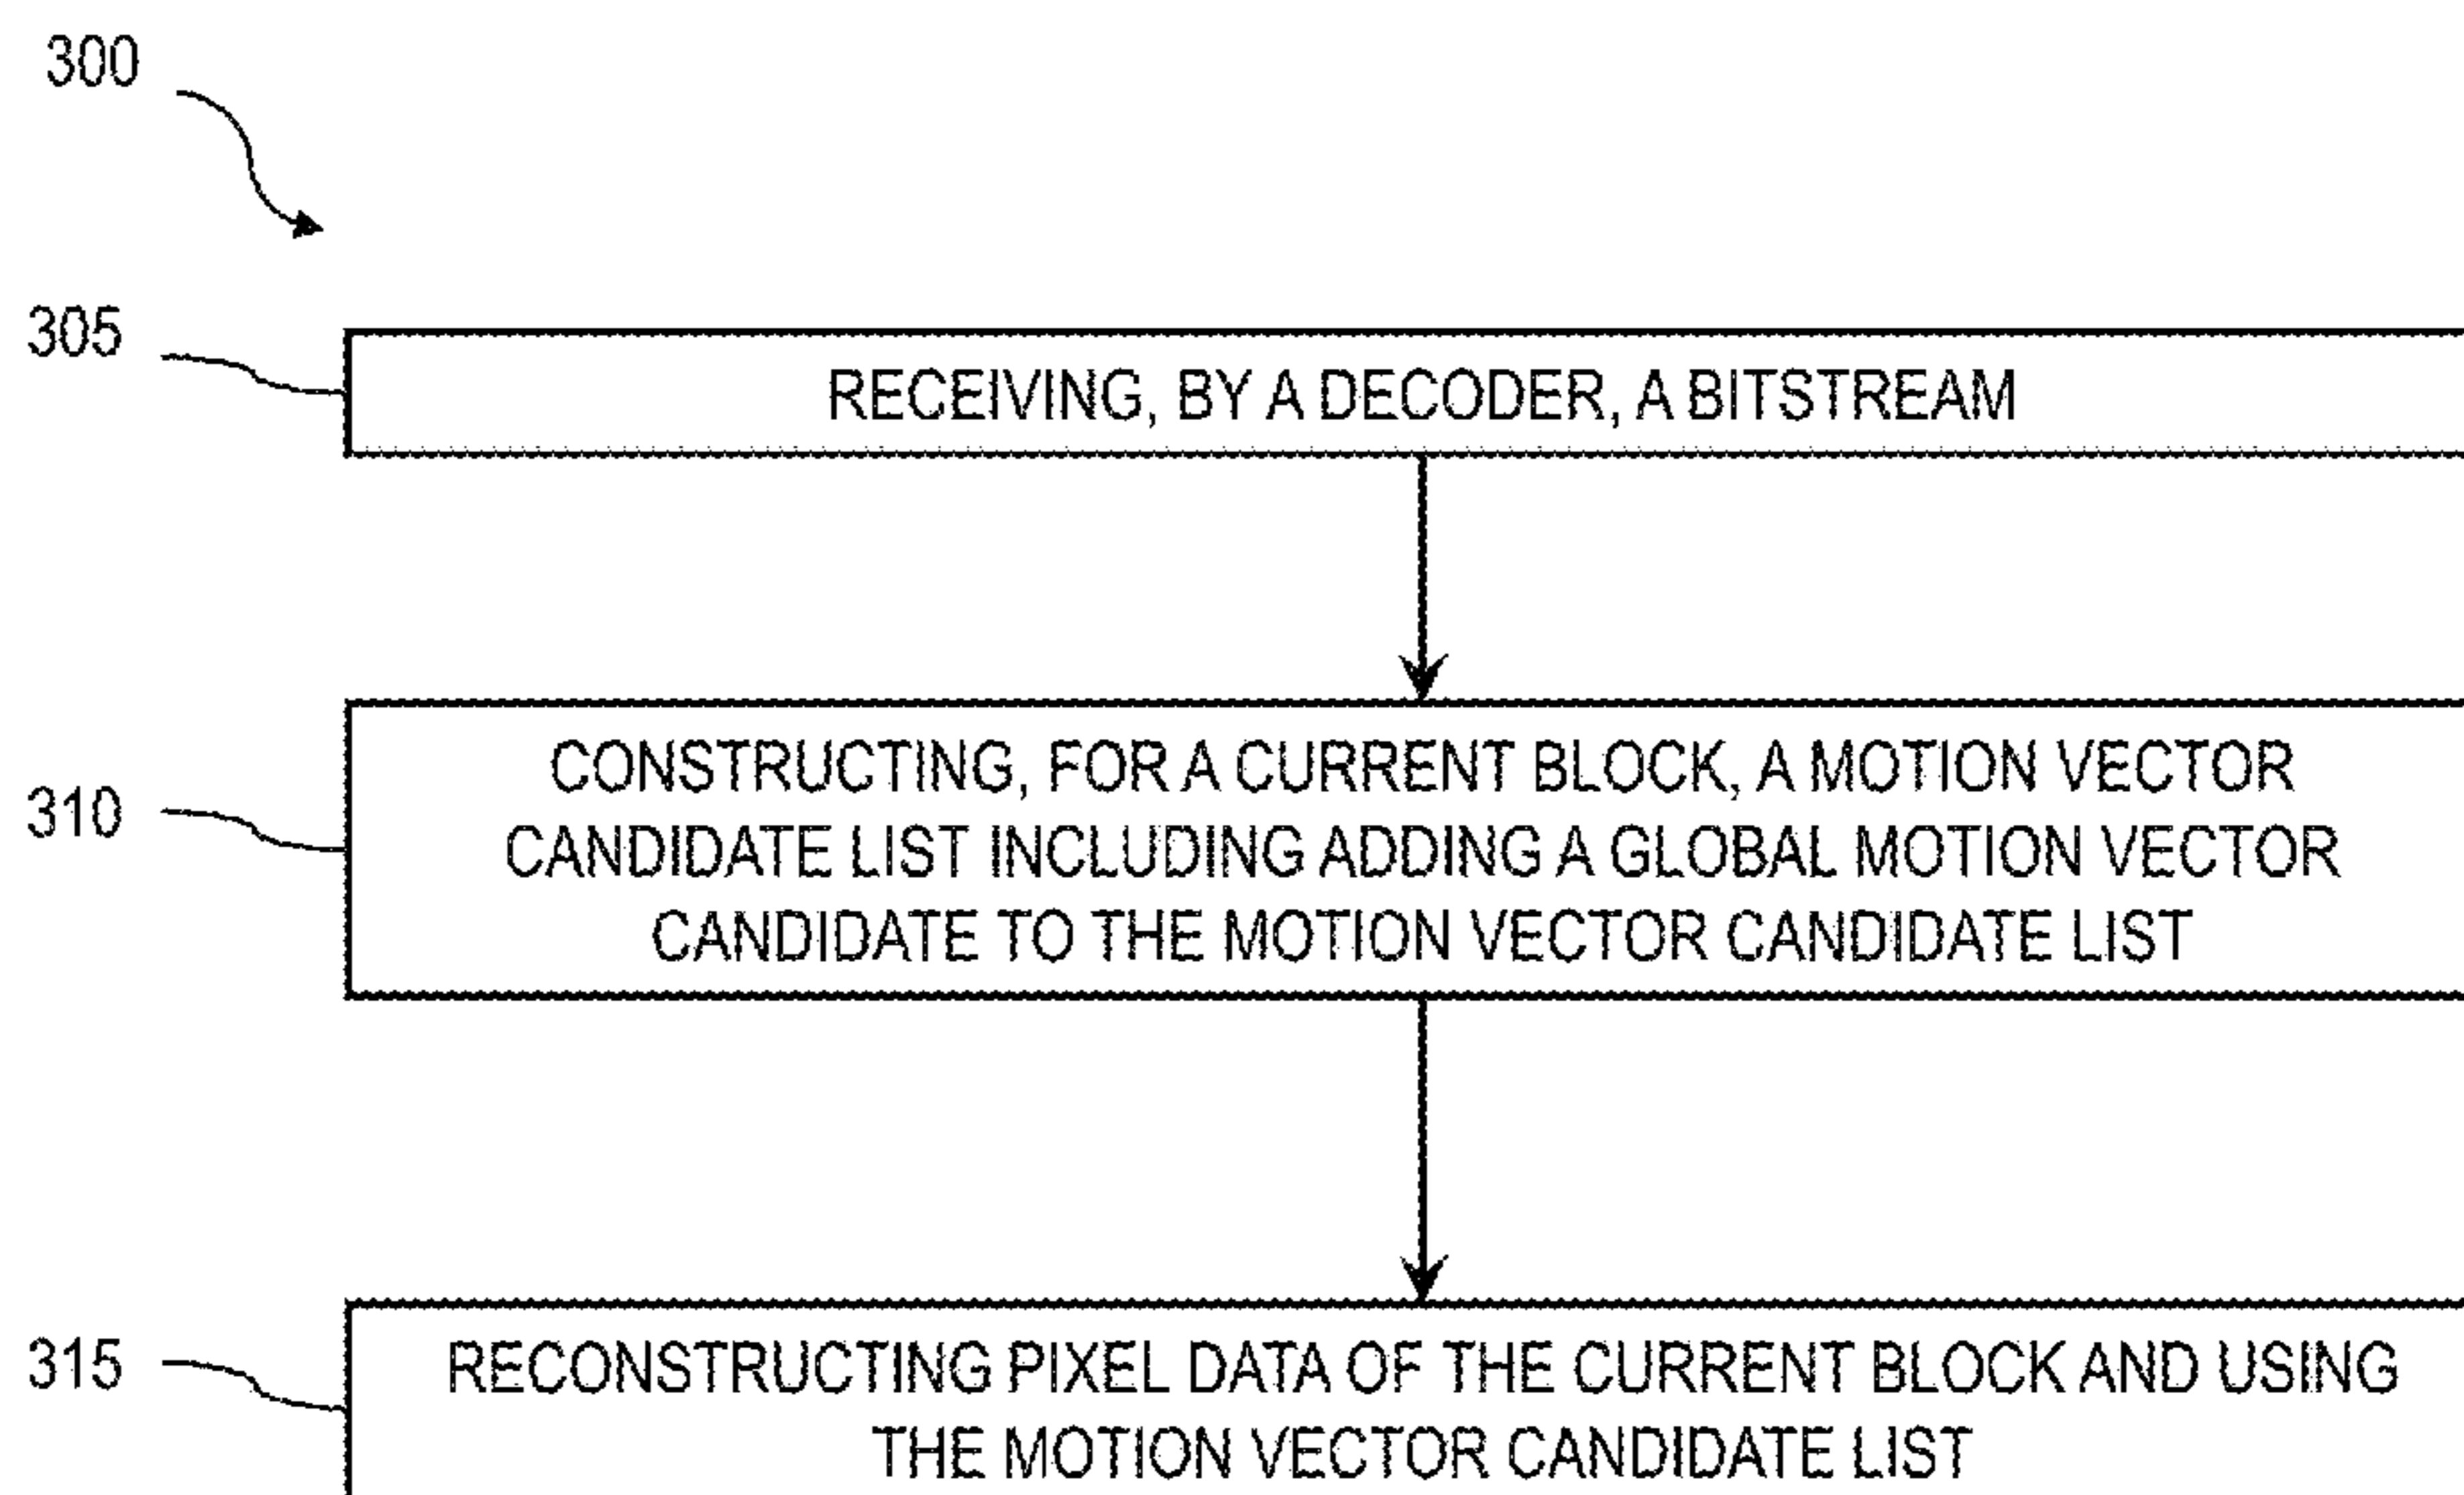 300
305
RECEIVING, BY A DECODER, A BITSTREAM
310
CONSTRUCTING, FOR A CURRENT BLOCK, A MOTION VECTOR
CANDIDATE LIST INCLUDING ADDING A GLOBAL MOTION VECTOR
CANDIDATE TO THE MOTION VECTOR CANDIDATE LIST
315
RECONSTRUCTING PIXEL DATA OF THE CURRENT BLOCK AND USING
THE MOTION VECTOR CANDIDATE LIST